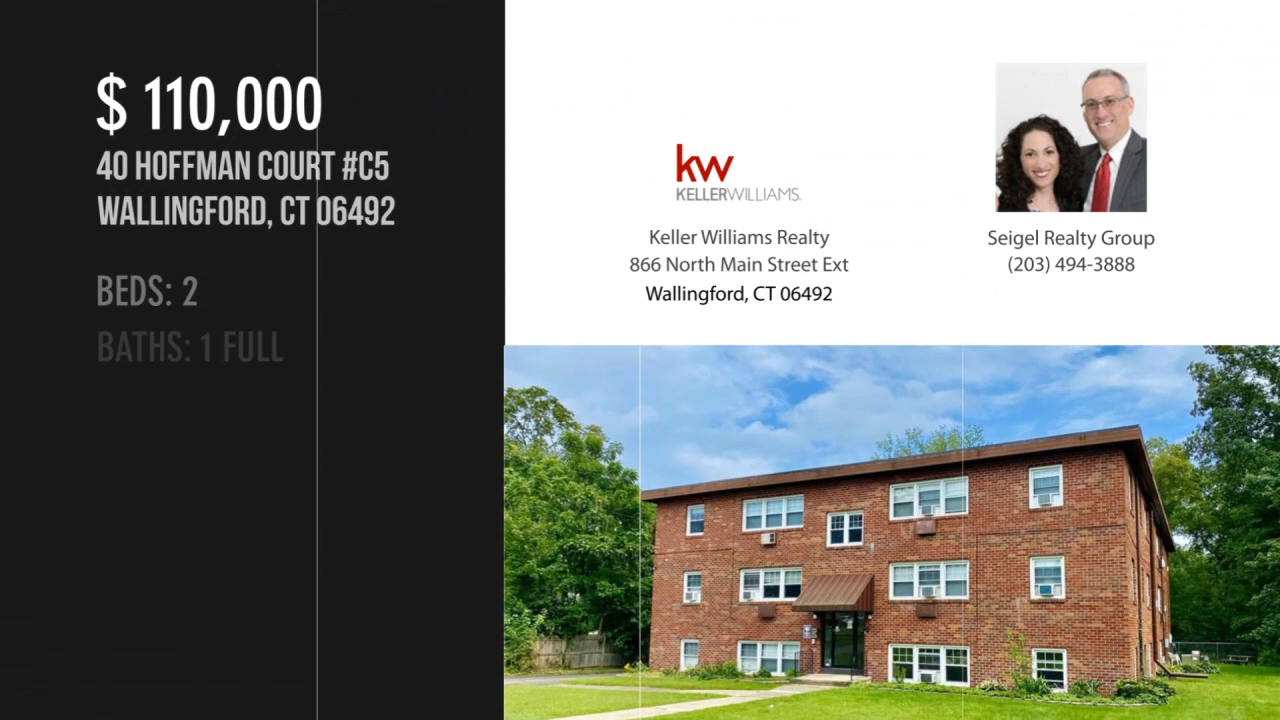 $ 110,000
40 HOFFMAN COURT #C5
WALLINGFORD, CT 06492
BEDS: 2
BATHS: 1 FULL
kw
KELLERWILLIAMS.
Keller Williams Realty
866 North Main Street Ext
Wallingford, CT 06492
Seigel Realty Group
(203) 494-3888